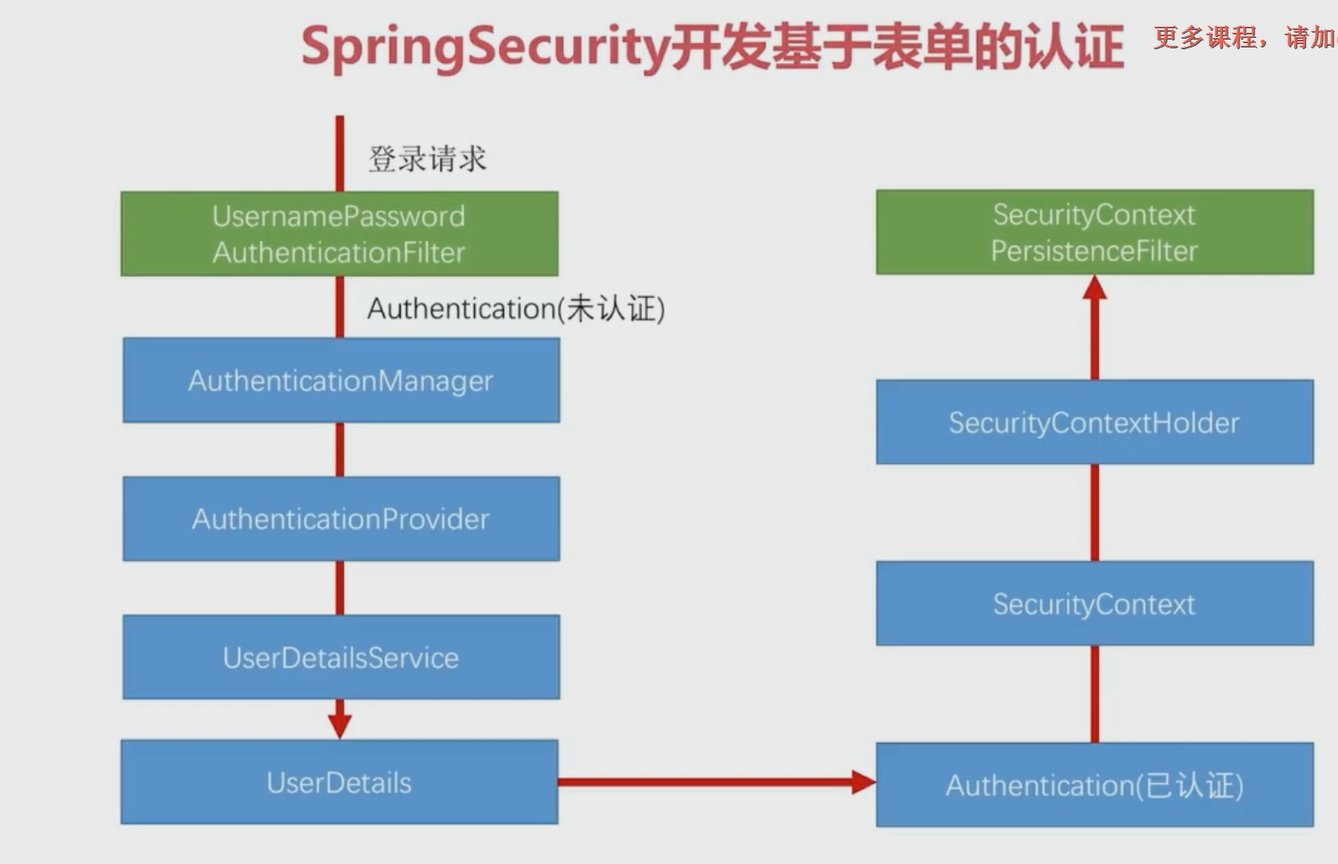 SpringSecurity开发基于表单的认证
更多课程，请加
登录请求
UsernamePassword
AuthenticationFilter
Authentication(未认证)
AuthenticationManager
AuthenticationProvider
UserDetailsService
UserDetails
SecurityContext
PersistenceFilter
SecurityContextHolder
SecurityContext
Authentication(已认证)